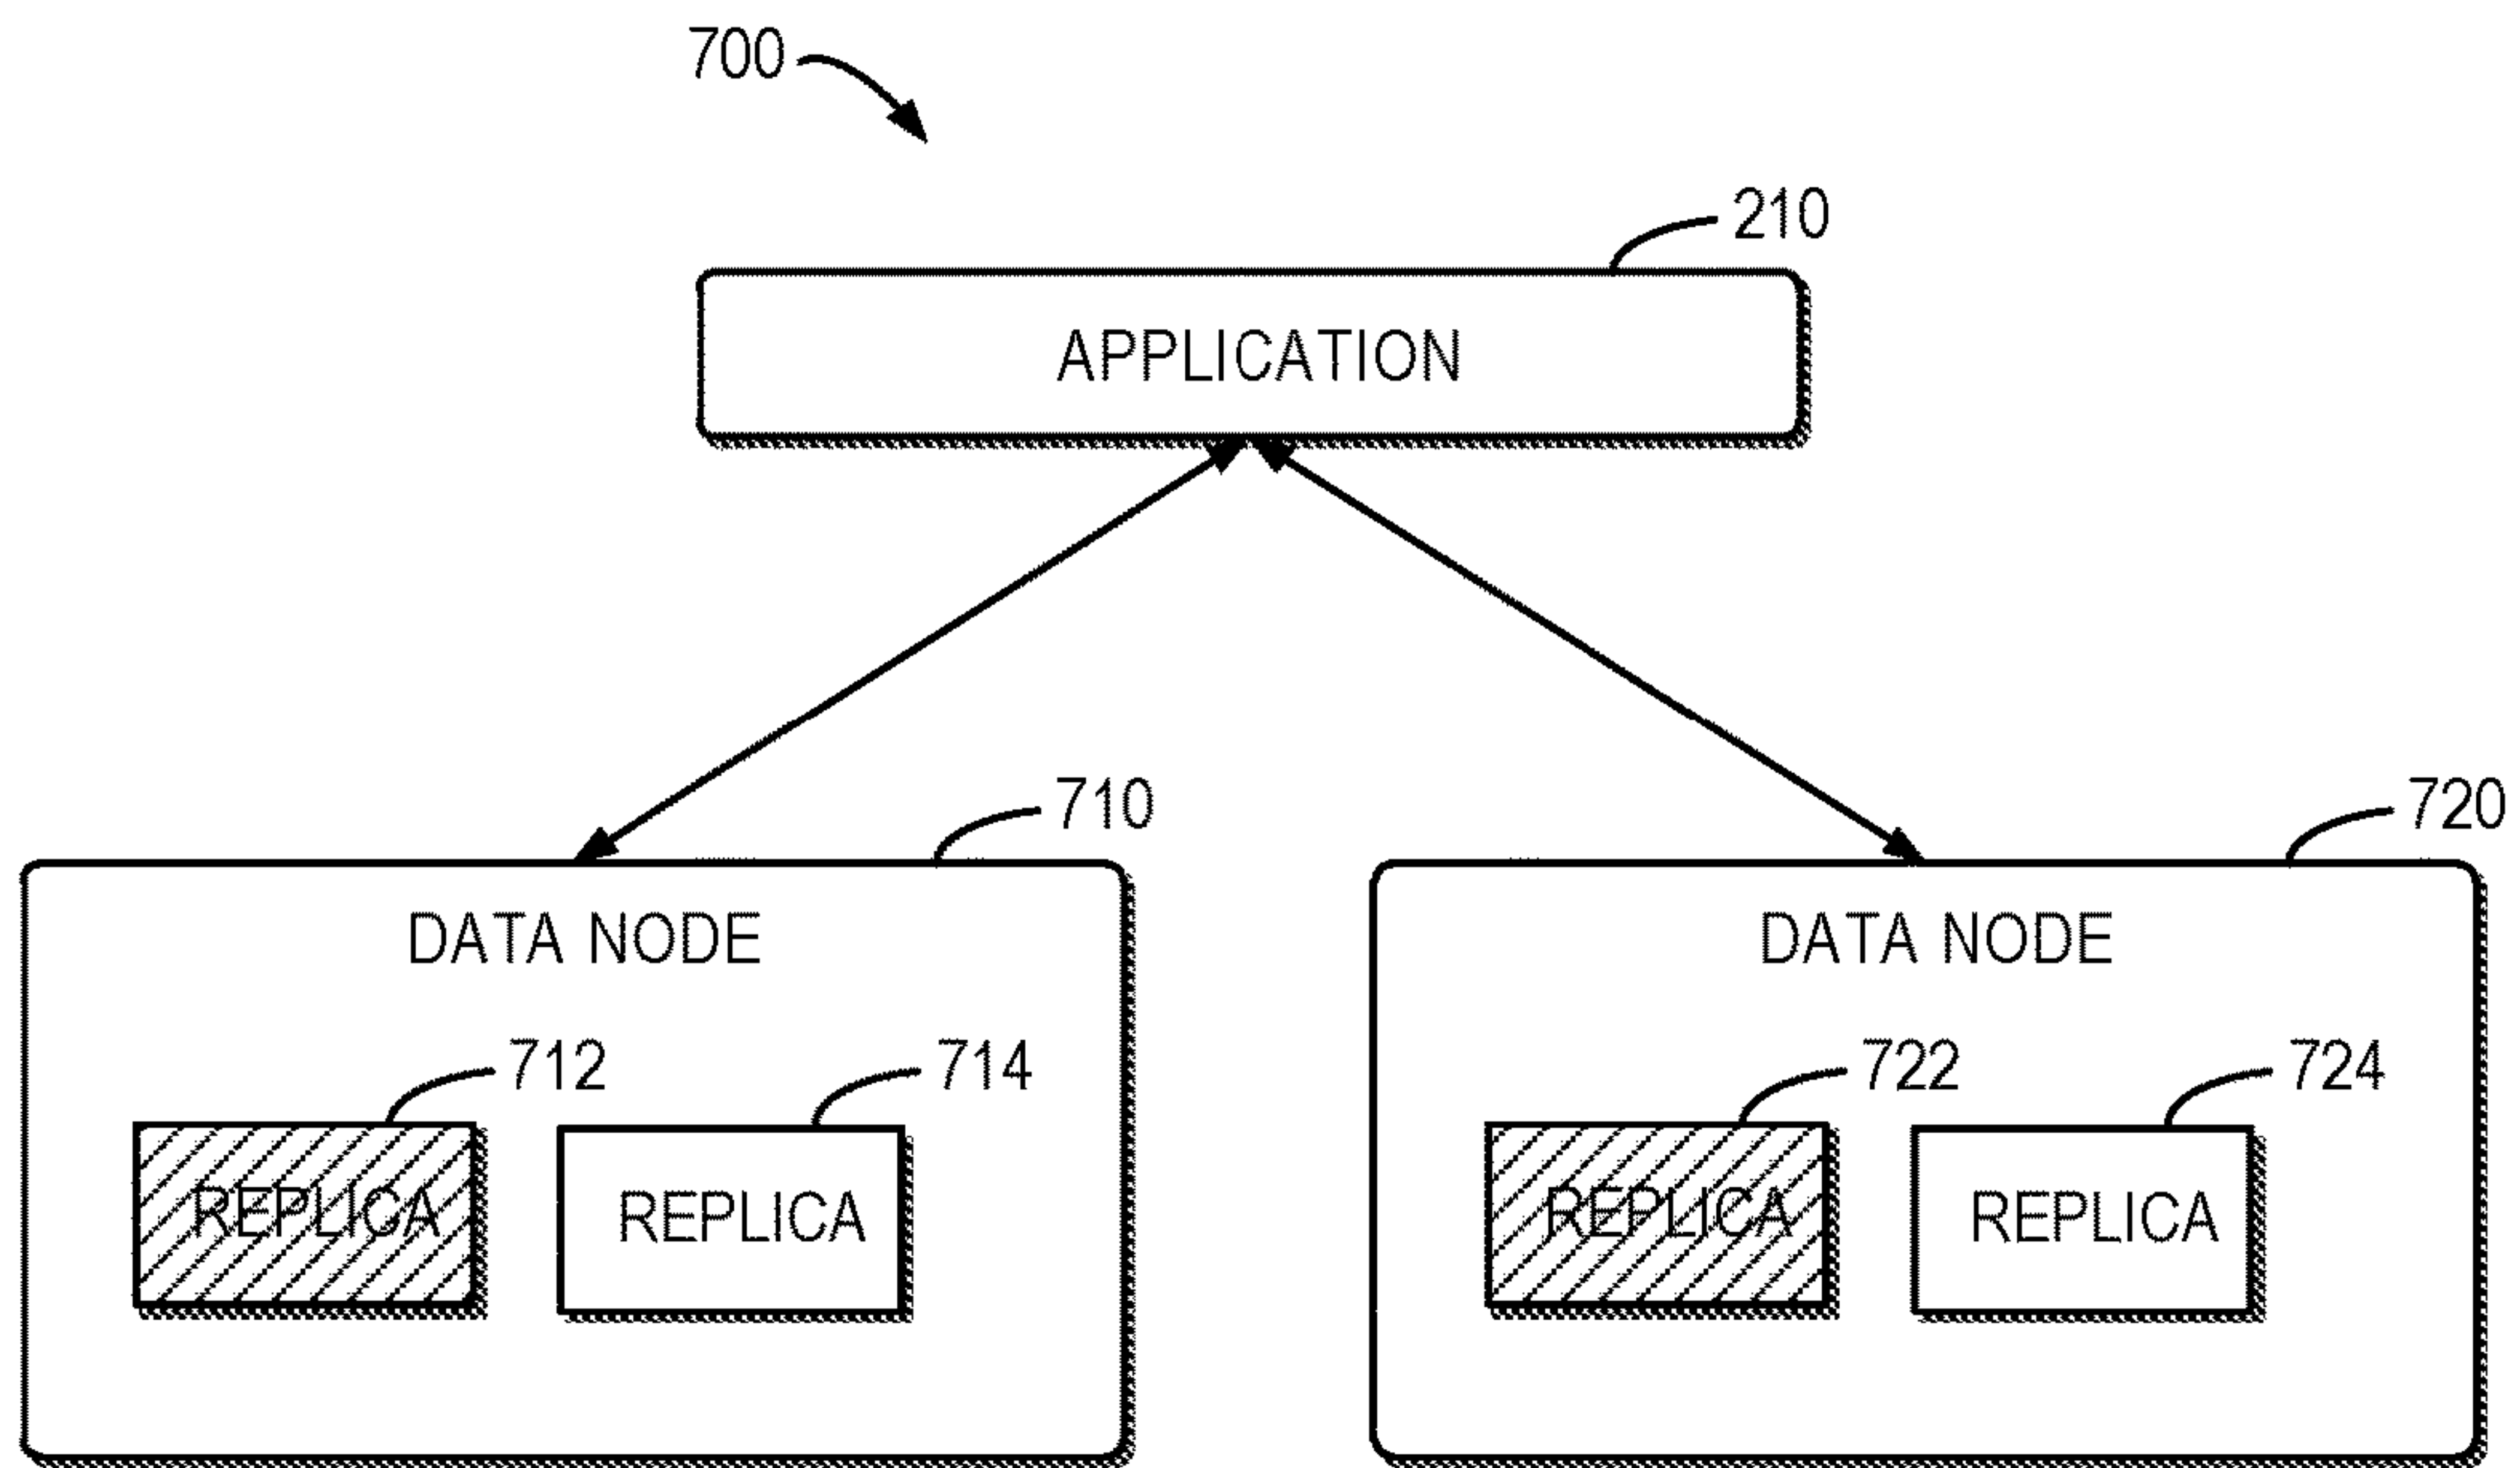 700
210
APPLICATION
710
720
DATA NODE
DATA NODE
712
714
722
724
REPLICA
REPLICA
REPLICA
REPLICA